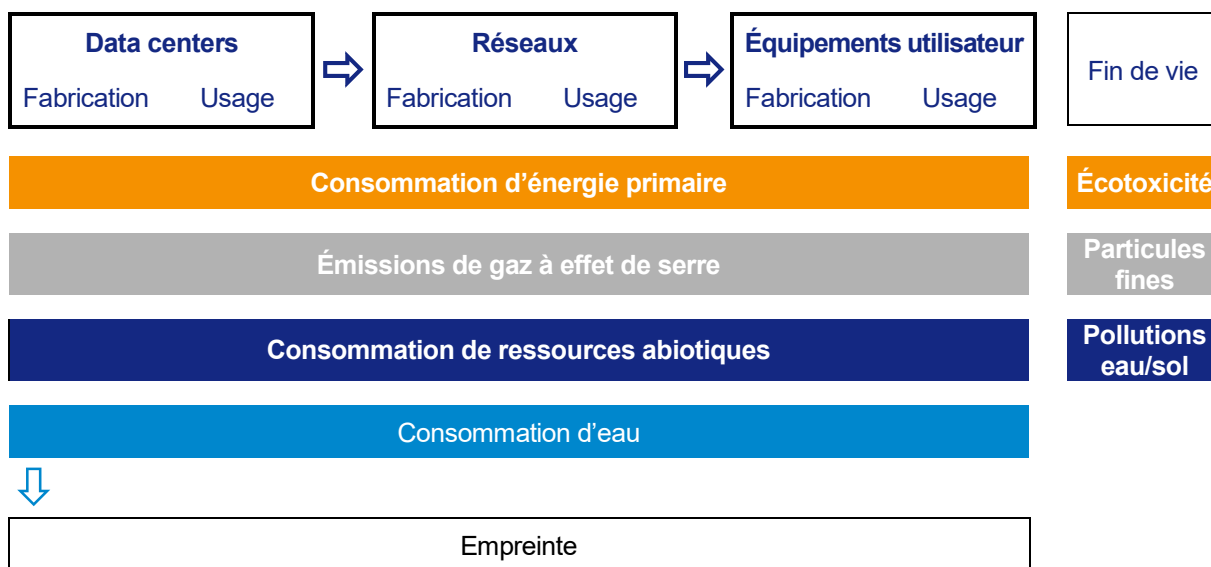 Data centers
Fabrication Usage
Réseaux
Fabrication Usage
Équipements utilisateur
Fabrication Usage
Fin de vie
Consommation d’énergie primaire
Écotoxicité
Émissions de gaz à effet de serre
Particules
fines
Consommation de ressources abiotiques
Pollutions
eau/sol
Consommation d’eau
Empreinte